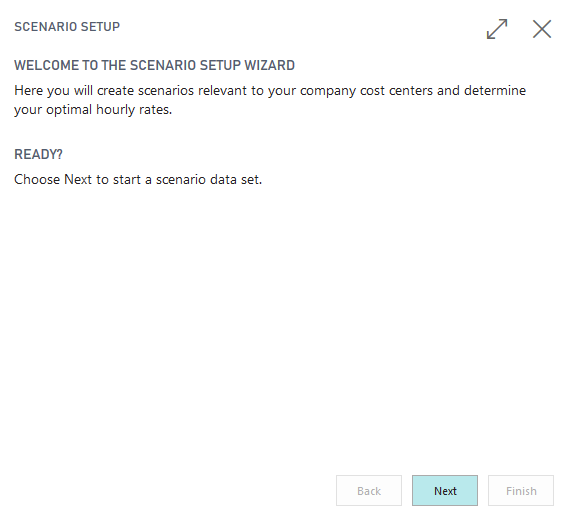 SCENARIO SETUP
WELCOME TO THE SCENARIO SETUP WIZARD
Here you will create scenarios relevant to your company cost centers and determine
your optimal hourly rates.
READY?
Choose Next to start a scenario data set.
Back
Next
Finish